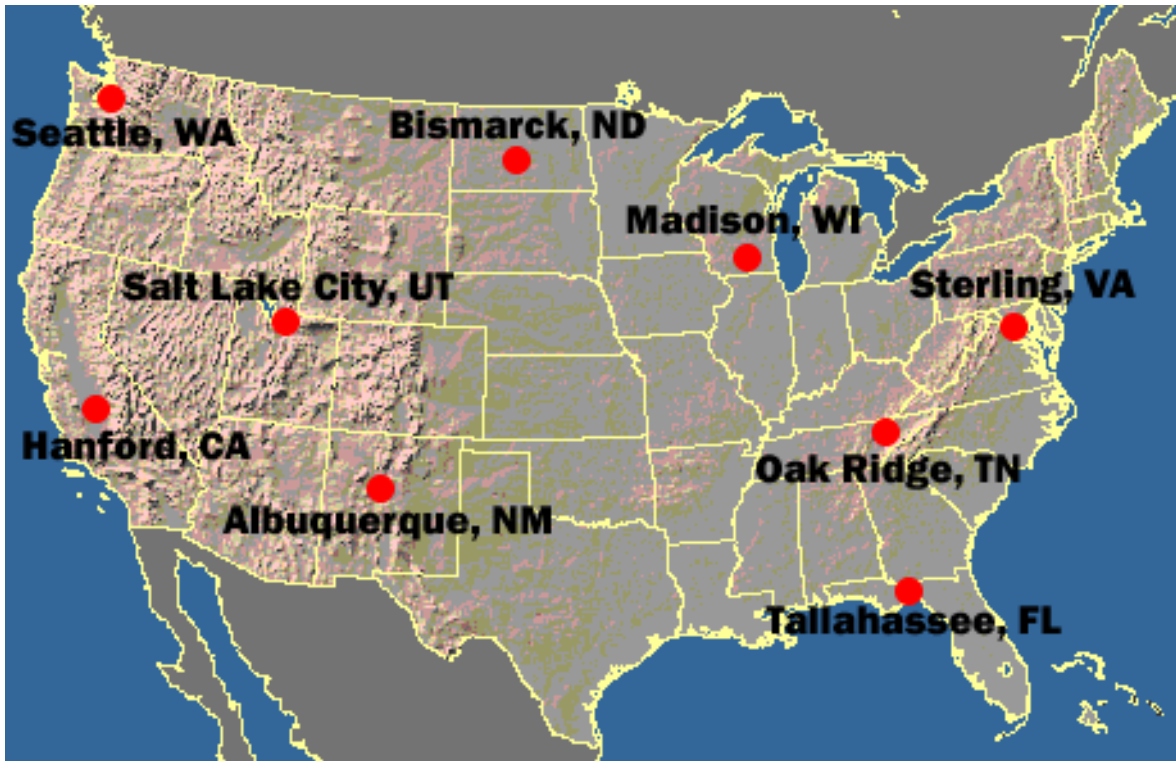 Seattle, WA
Bismarck, ND
Madison, WI
Salt Lake City, UT
Sterling, VA
Hanford, CA
Oak Ridge, TN
Albuquerque, NM
Tallahassee, FL